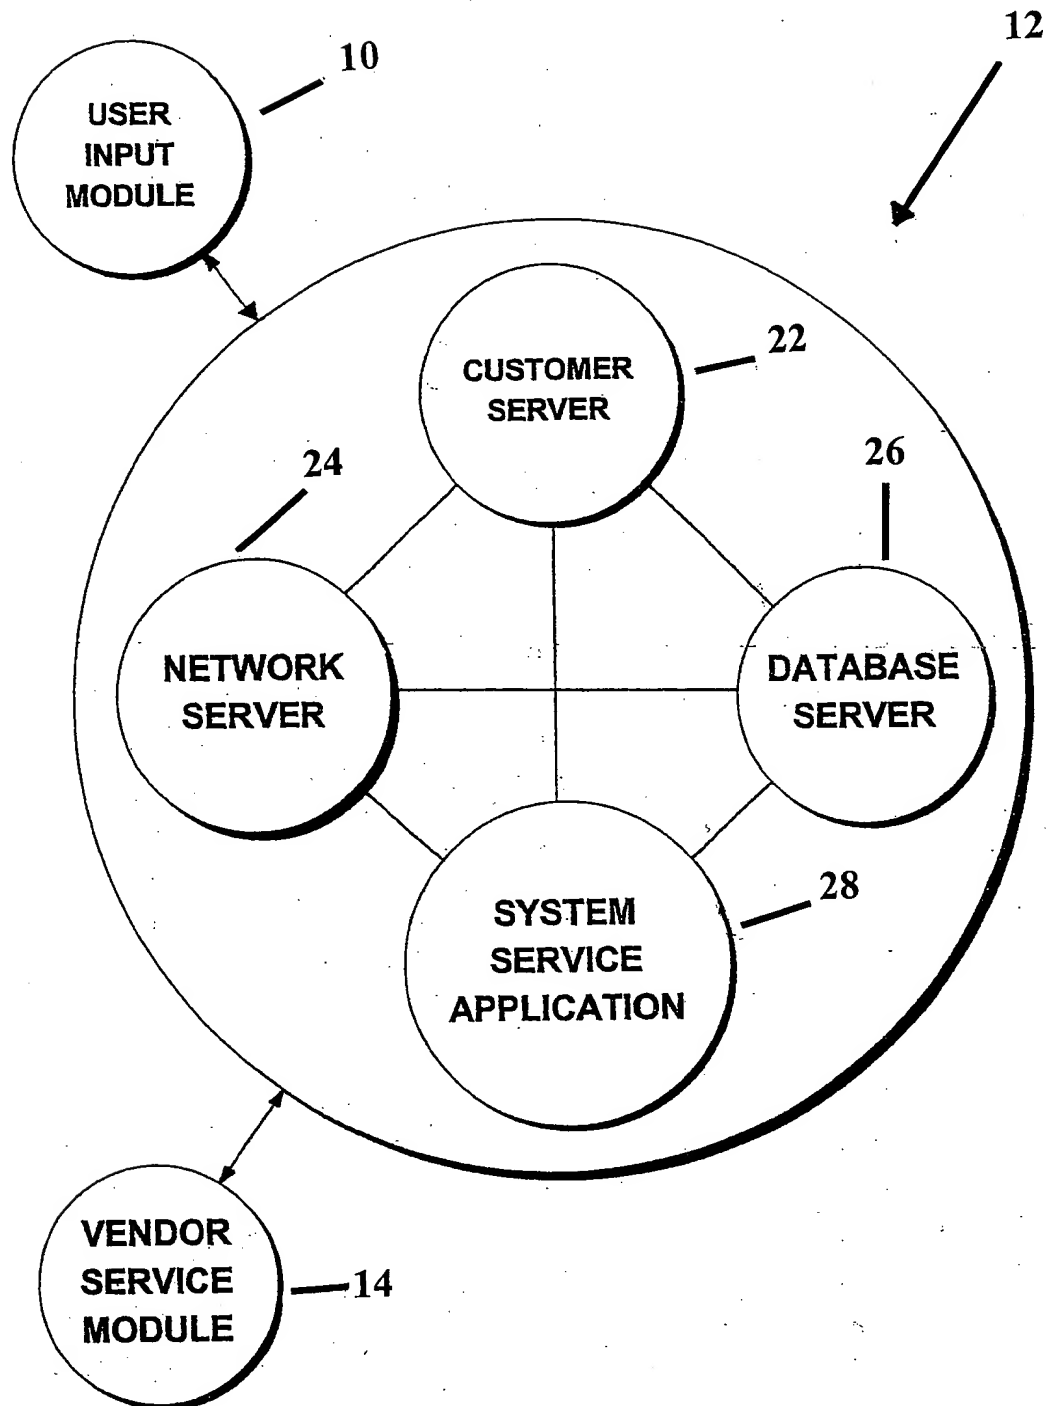 12
10
USER
INPUT
MODULE
22
CUSTOMER
SERVER
24
26
NETWORK
SERVER
DATABASE
SERVER
28
SYSTEM
SERVICE
APPLICATION
VENDOR
SERVICE
MODULE
14